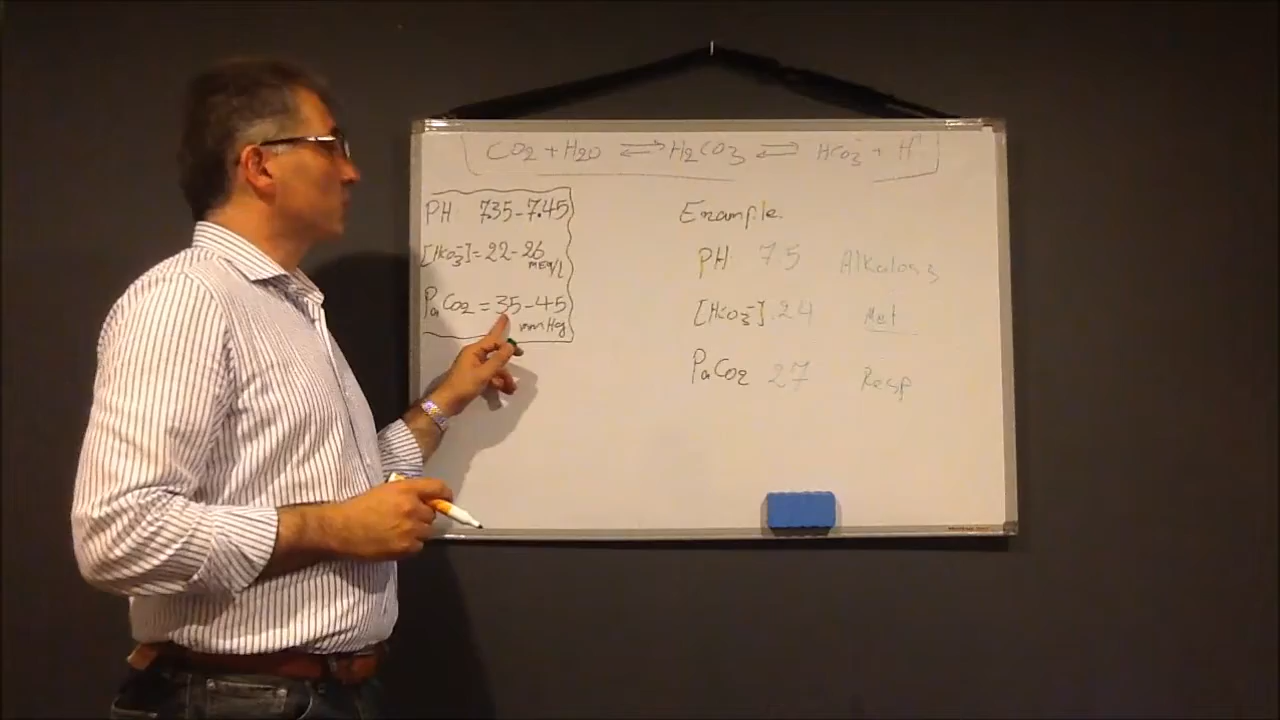 CO2 + H2O ⇌ H2CO3 ⇌ HCO3⁻ + H⁺
PH 7.35-7.45
[HCO3⁻] = 22-26
MEq/L
PaCO2 = 35-45
mmHg
Example.
PH 7.5 Alkalosis
[HCO3⁻] 24 Met
PaCO2 27 Resp